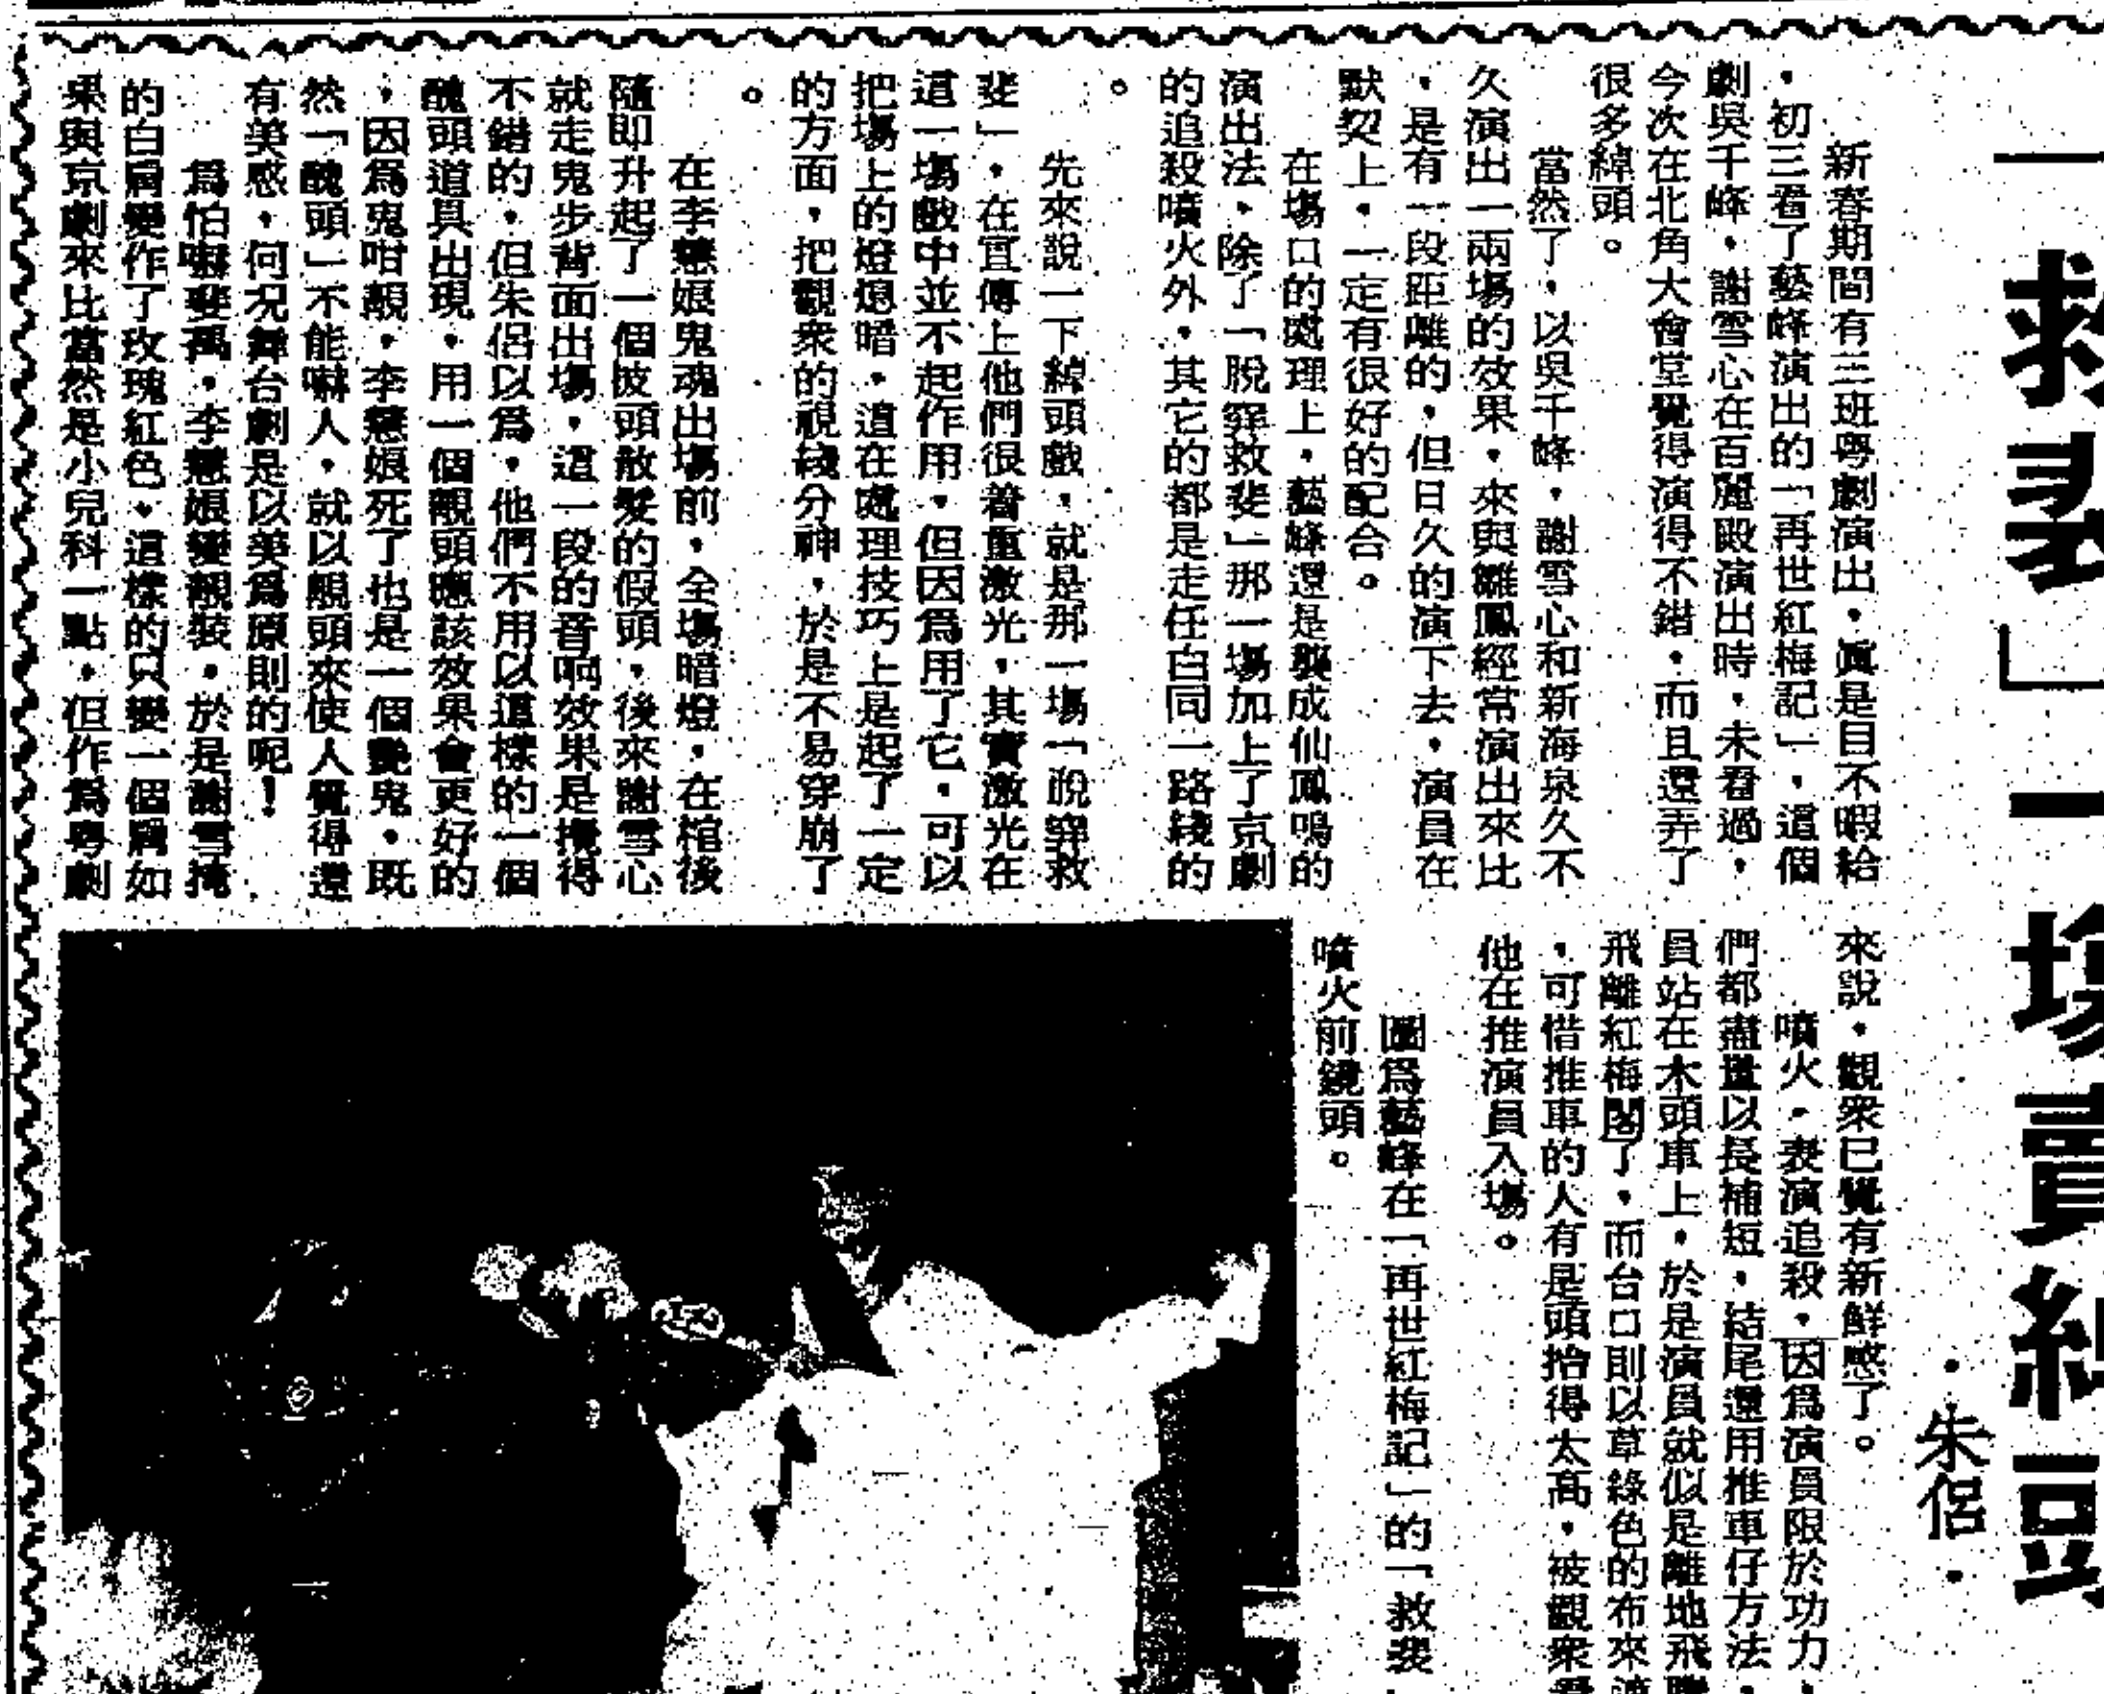 救裴」一場賣綽頭
·朱侶·
新春期間有三班粤劇演出，眞是目不暇給
，初三看了藝峰演出的「再世紅梅記」，這個
劇吳千峰，謝雪心在百麗殿演出時，未看過，
今次在北角大會堂覺得演得不錯，而且還弄了
很多綽頭。
當然了，以吳千峰，謝雪心和新海泉久不
久演出一兩場的效果，來與雛鳳經常演出來比
，是有一段距離的，但日久的演下去，演員在
默契上，一定有很好的配合。
在場口的處理上，藝峰還是襲成仙鳳鳴的
演出法，除了「脫穽救斐」那一場加上了京劇
的追殺噴火外，其它的都是走任白同一路綫的
。
先來說一下綽頭戲，就是那一場「脫穽救
斐」，在宣傳上他們很着重激光，其實激光在
這一場戲中並不起作用，但因為用了它，可以
把場上的燈熄暗，這在處理技巧上是起了一定
的方面，把觀衆的視綫分神，於是不易穿崩了
。
在李慧娘鬼魂出場前，全場暗燈，在棺後
隨即升起了一個披頭散髮的假頭，後來謝雪心
就走鬼步背面出場，這一段的音响效果是攪得
不錯的，但朱侶以爲，他們不用以這樣的一個
醜頭道具出現，用一個靚頭應該效果會更好的
，因爲鬼咁靚，李慧娘死了也是一個艷鬼，既
然「醜頭」不能嚇人，就以靚頭來使人覺得還
有美感，何况舞台劇是以美爲原則的呢！
爲怕嚇斐禹，李慧娘變靚裝，於是謝雪掩
的白肩變作了玫瑰紅色，這樣的只變一個肩如
果與京劇來比當然是小兒科一點，但作爲粤劇
來說，觀衆已覺有新鮮感了。
噴火，表演追殺，因爲演員限於功力，
們都盡量以長補短，結尾還用推車仔方法，
員站在木頭車上，於是演員就似是離地飛
飛離紅梅閣了，而台口則以草綠色的布來
，可惜推車的人有是頭抬得太高，被觀衆
他在推演員入場。
圖爲藝峰在「再世紅梅記」的「救裴
噴火前鏡頭。